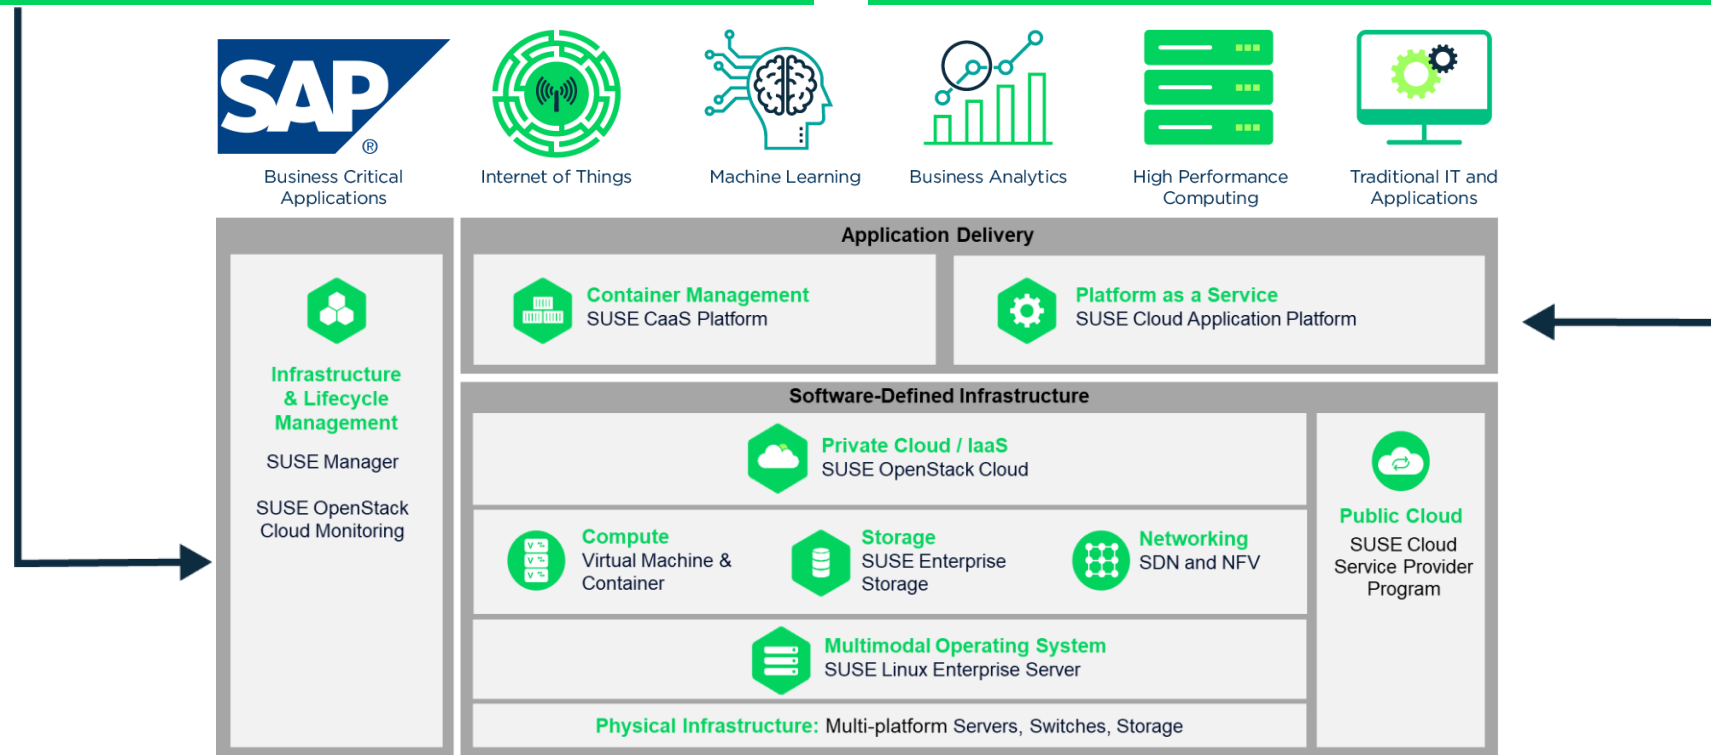 SAP
®
Business Critical
Applications
Internet of Things
Machine Learning
Business Analytics
High Performance
Computing
Traditional IT and
Applications
Infrastructure
& Lifecycle
Management
SUSE Manager
SUSE OpenStack
Cloud Monitoring
Application Delivery
Container Management
SUSE CaaS Platform
Platform as a Service
SUSE Cloud Application Platform
Software-Defined Infrastructure
Private Cloud / IaaS
SUSE OpenStack Cloud
Compute
Virtual Machine &
Container
Storage
SUSE Enterprise
Storage
Networking
SDN and NFV
Multimodal Operating System
SUSE Linux Enterprise Server
Physical Infrastructure: Multi-platform Servers, Switches, Storage
Public Cloud
SUSE Cloud
Service Provider
Program